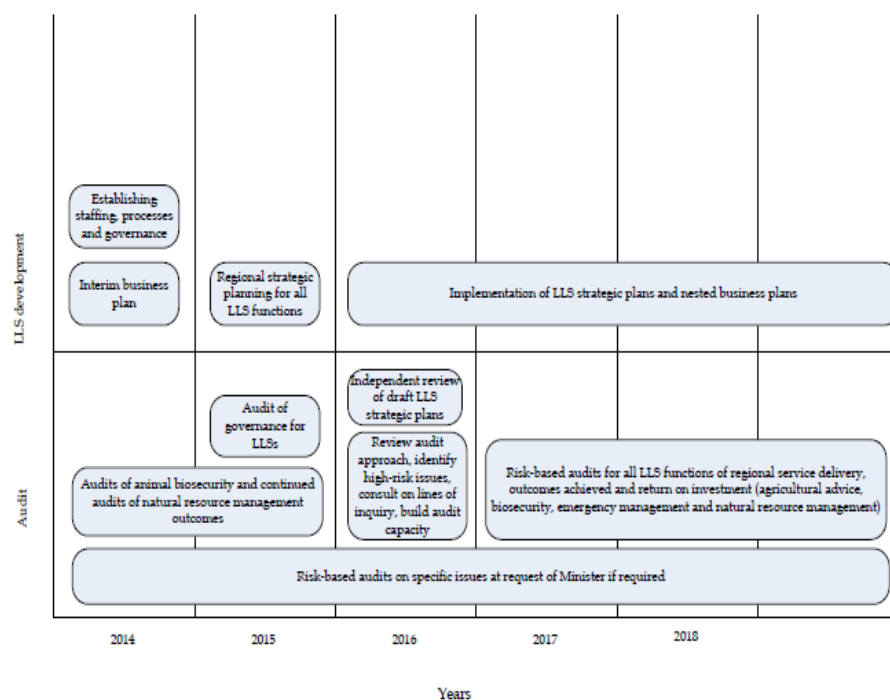 LLS development
Establishing
staffing, processes
and governance
Interim business
plan
Regional strategic
planning for all
LLS functions
Implementation of LLS strategic plans and nested business plans
Audit
Audit of
governance for
LLSs
Independent review
of draft LLS
strategic plans
Audits of animal biosecurity and continued
audits of natural resource management
outcomes
Review audit
approach, identify
high-risk issues,
consult on lines of
inquiry, build audit
capacity
Risk-based audits for all LLS functions of regional service delivery,
outcomes achieved and return on investment (agricultural advice,
biosecurity, emergency management and natural resource management)
Risk-based audits on specific issues at request of Minister if required
2014
2015
2016
2017
2018
Years